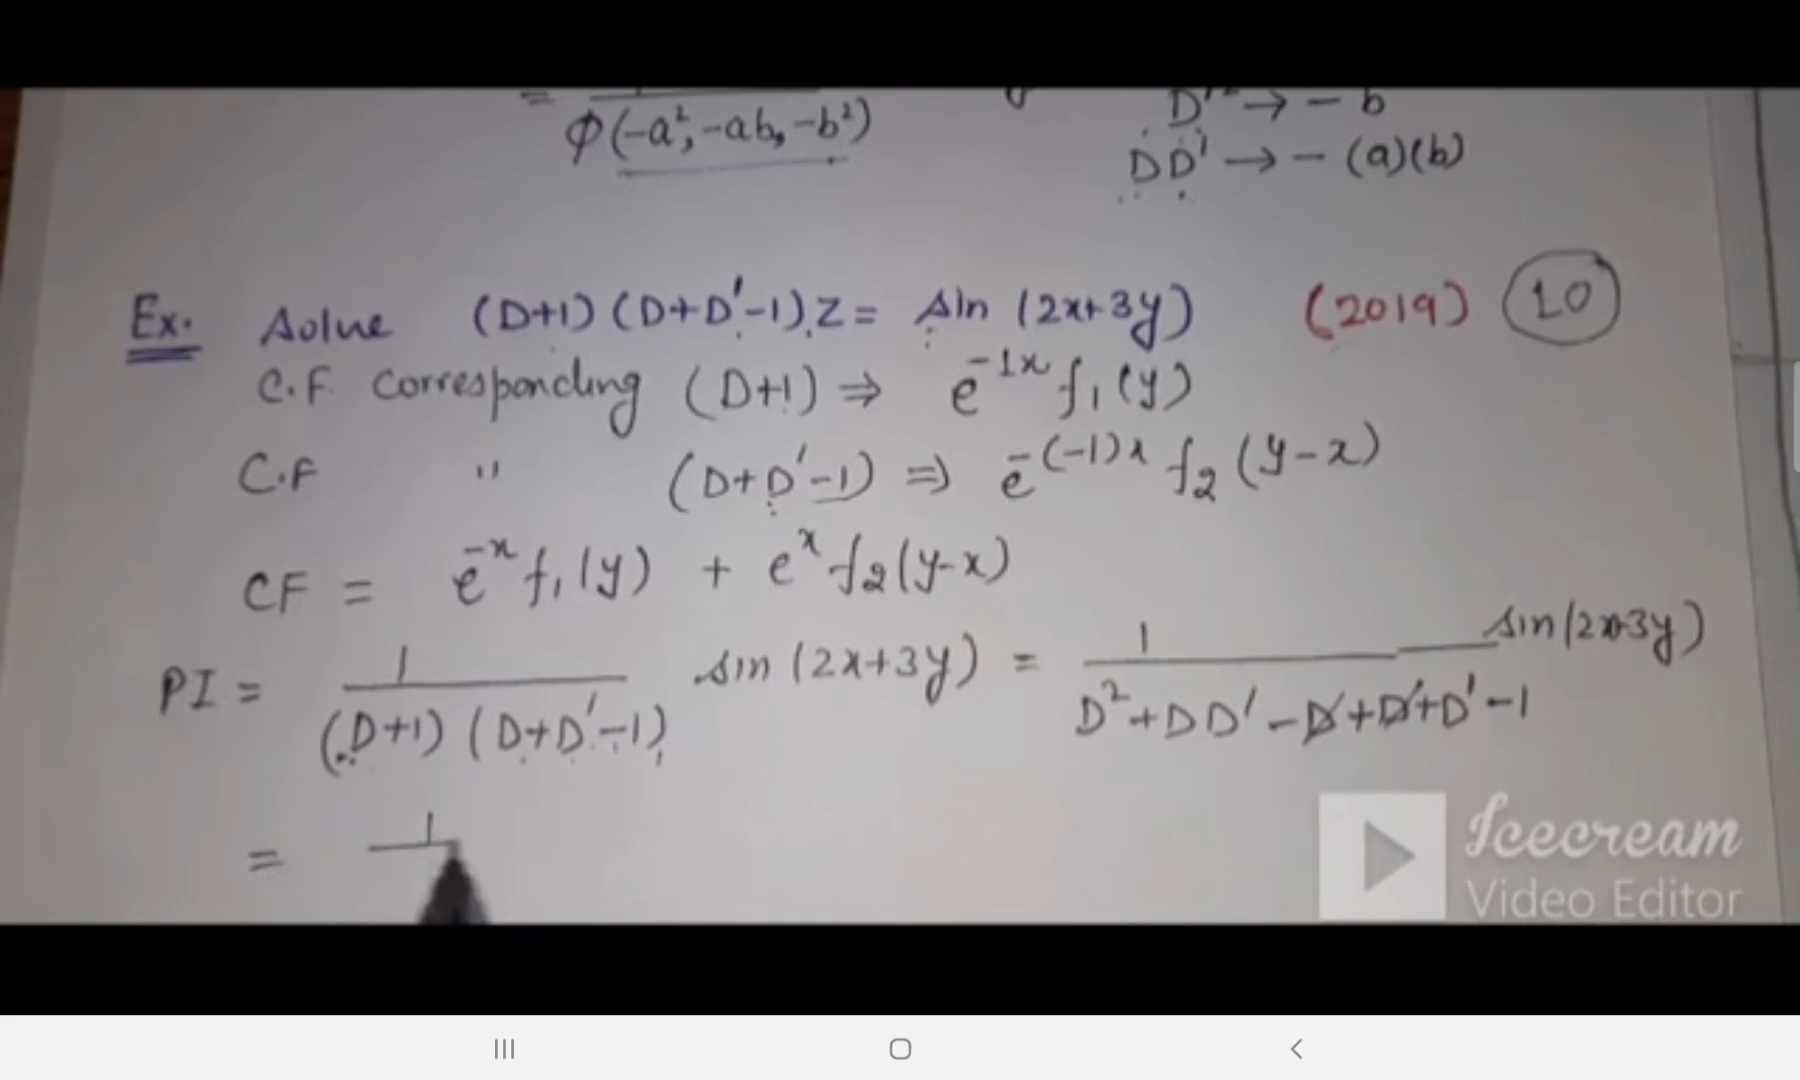 = ϕ(-a², -ab, -b²)
D'² → - b
DD' → - (a)(b)
Ex. Solve (D+1) (D+D'-1) Z = sin (2x+3y) (2019) 10
C.F. corresponding (D+1) ⇒ e^{-1x} f₁(y)
C.F " (D+D'-1) ⇒ e^{-(-1)x} f₂(y-x)
CF = e^{-x} f₁(y) + e^{x} f₂(y-x)
PI = 1/((D+1) (D+D'-1)) sin (2x+3y) = 1/(D²+DD'-D+D+D'-1) sin(2x+3y)
= 1
Icecream
Video Editor